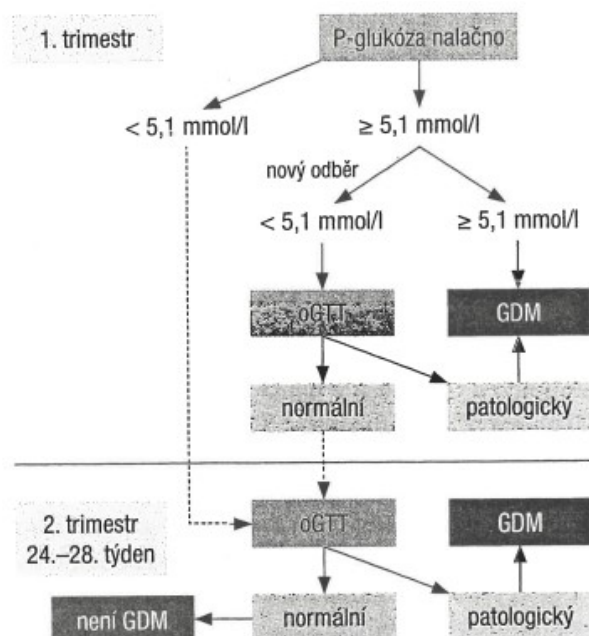 1. trimestr
P-glukóza nalačno
< 5,1 mmol/l
≥ 5,1 mmol/l
nový odběr
< 5,1 mmol/l
≥ 5,1 mmol/l
oGTT
GDM
normální
patologický
2. trimestr
24.–28. týden
oGTT
GDM
není GDM
normální
patologický